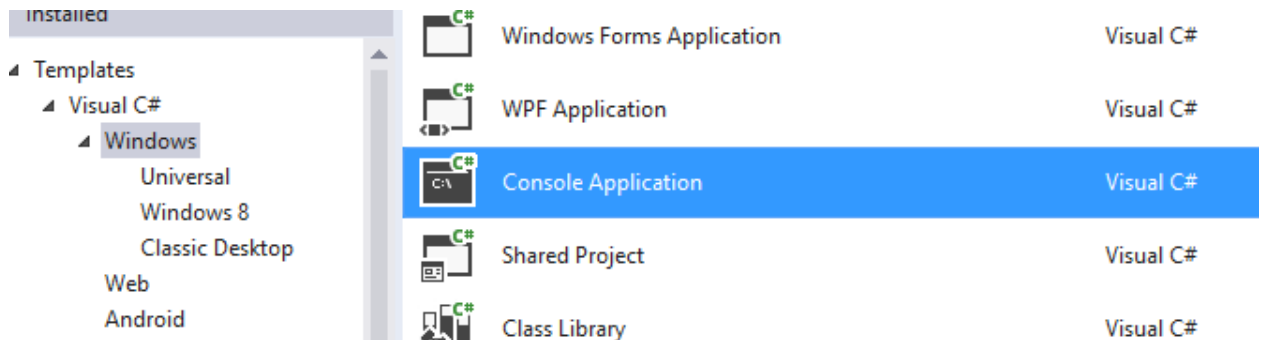 Installed
Templates
Visual C#
Windows
Universal
Windows 8
Classic Desktop
Web
Android
C#
Windows Forms Application Visual C#
C#
WPF Application Visual C#
C#
C:\
Console Application Visual C#
C#
Shared Project Visual C#
C#
Class Library Visual C#